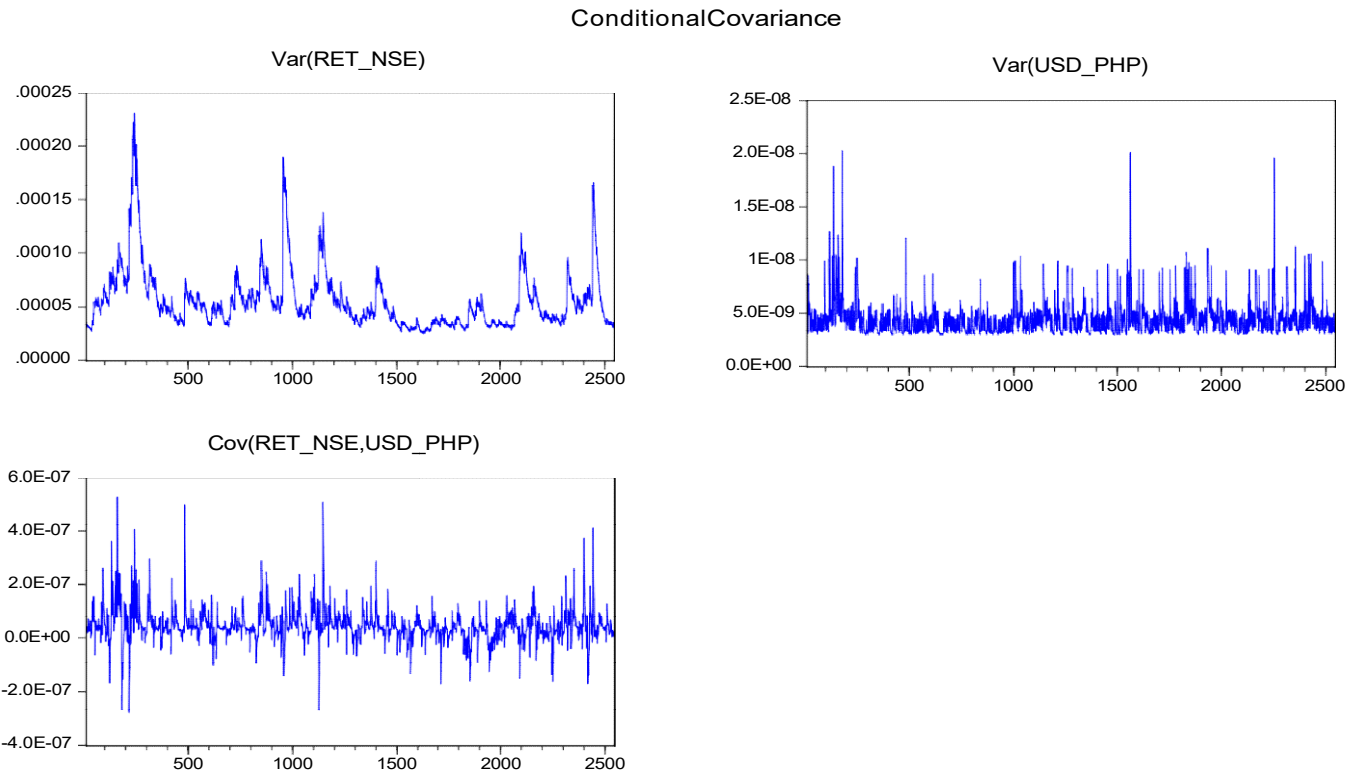 ConditionalCovariance
Var(RET_NSE)
.00025
.00020
.00015
.00010
.00005
.00000
500 1000 1500 2000 2500
Var(USD_PHP)
2.5E-08
2.0E-08
1.5E-08
1E-08
5.0E-09
0.0E+00
500 1000 1500 2000 2500
Cov(RET_NSE,USD_PHP)
6.0E-07
4.0E-07
2.0E-07
0.0E+00
-2.0E-07
-4.0E-07
500 1000 1500 2000 2500